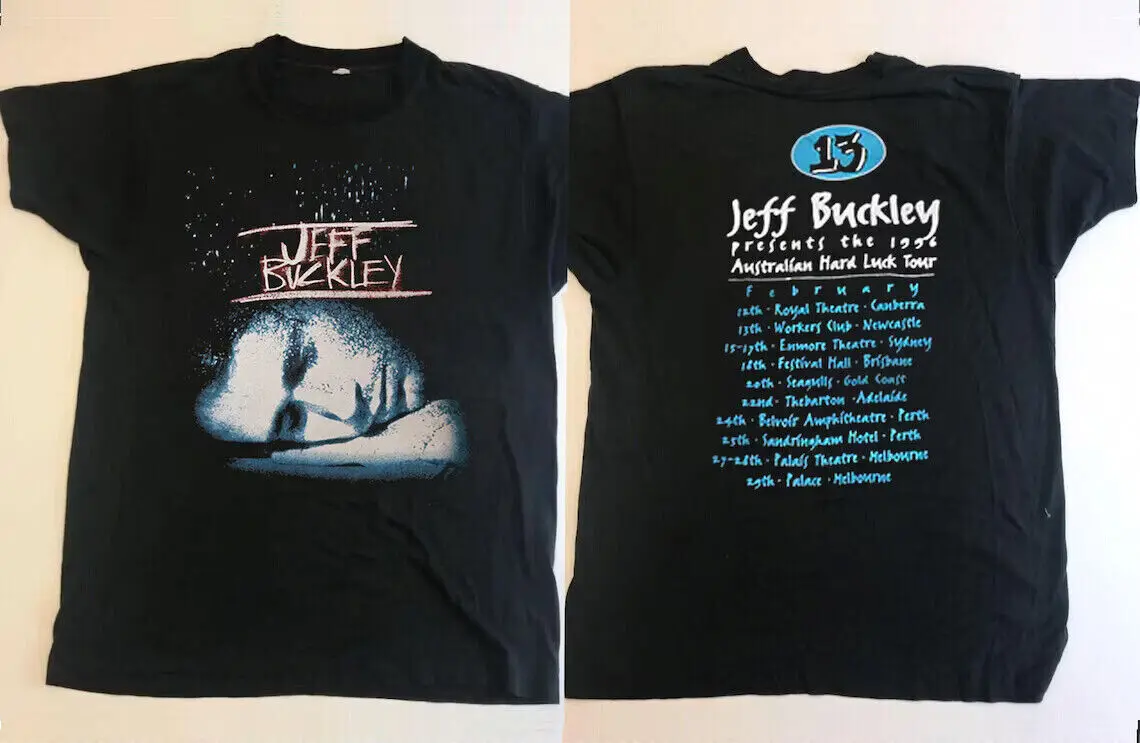 JEFF
BUCKLEY
13
Jeff Buckley
presents the 1996
Australian Hard Luck Tour
February
12th · Royal Theatre · Canberra
13th · Workers Club · Newcastle
15-17th · Enmore Theatre · Sydney
18th · Festival Hall · Brisbane
20th · Seagulls · Gold Coast
22nd · Thebarton · Adelaide
24th · Belvoir Amphitheatre · Perth
25th · Sandringham Hotel · Perth
27-28th · Palais Theatre · Melbourne
29th · Palace · Melbourne